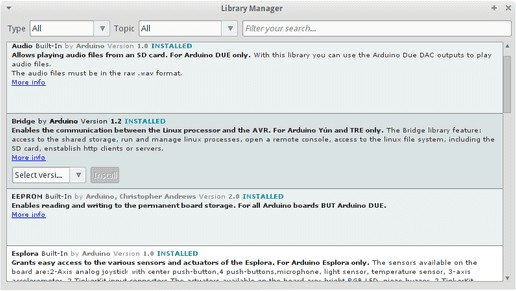 Library Manager
Type All Topic All Filter your search...
Audio Built-In by Arduino Version 1.0 INSTALLED
Allows playing audio files from an SD card. For Arduino DUE only. With this library you can use the Arduino Due DAC outputs to play
audio files.
The audio files must be in the raw .wav format.
More info
Bridge by Arduino Version 1.2 INSTALLED
Enables the communication between the Linux processor and the AVR. For Arduino Yún and TRE only. The Bridge library feature:
access to the shared storage, run and manage linux processes, open a remote console, access to the linux file system, including the
SD card, enstablish http clients or servers.
Select versi... Install
EEPROM Built-In by Arduino, Christopher Andrews Version 2.0 INSTALLED
Enables reading and writing to the permanent board storage. For all Arduino boards BUT Arduino DUE.
More info
Esplora Built-In by Arduino Version 1.0 INSTALLED
Grants easy access to the various sensors and actuators of the Esplora. For Arduino Esplora only. The sensors available on the
board are:2-Axis analog joystick with center push-button,4 push-buttons,microphone, light sensor, temperature sensor, 3-axis
accelerometer, 2 TinkerKit input connectors.The actuators available on the board are: bright RGB LED, piezo buzzer, 2 TinkerKit